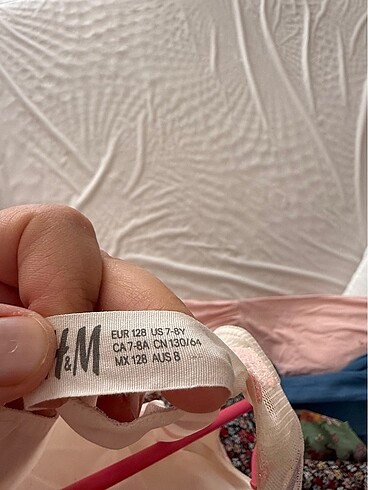 H&M
EUR 128 US 7-8Y
CA 7-8A CN 130/64
MX 128 AUS 8